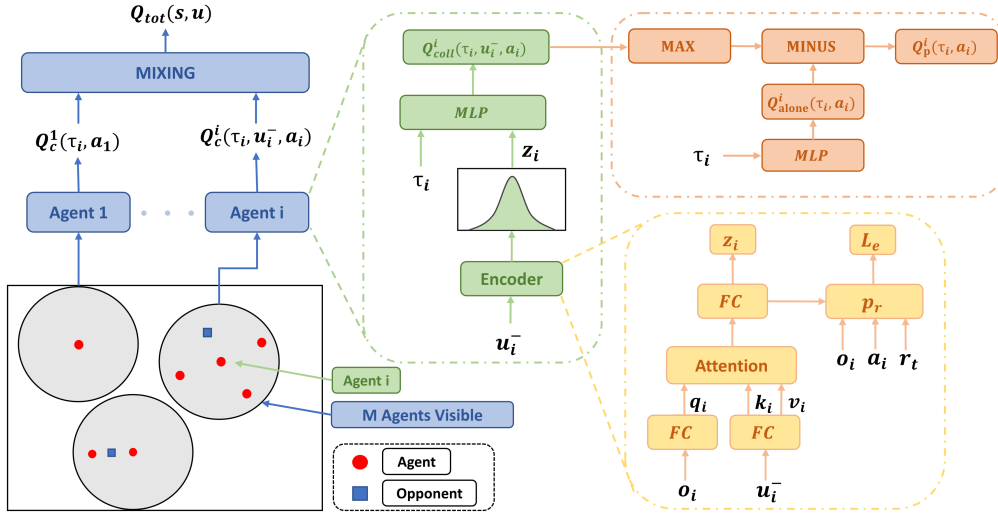 Q_tot(s, u)
MIXING
Q_c^1(τ_i, a_1)
Q_c^i(τ_i, u_i^-, a_i)
Agent 1
Agent i
Agent i
M Agents Visible
Agent
Opponent
Q_coll^i(τ_i, u_i^-, a_i)
MLP
τ_i
z_i
Encoder
u_i^-
MAX
MINUS
Q_p^i(τ_i, a_i)
Q_alone^i(τ_i, a_i)
τ_i
MLP
z_i
L_e
FC
p_r
o_i
a_i
r_t
Attention
q_i
k_i
v_i
FC
FC
o_i
u_i^-